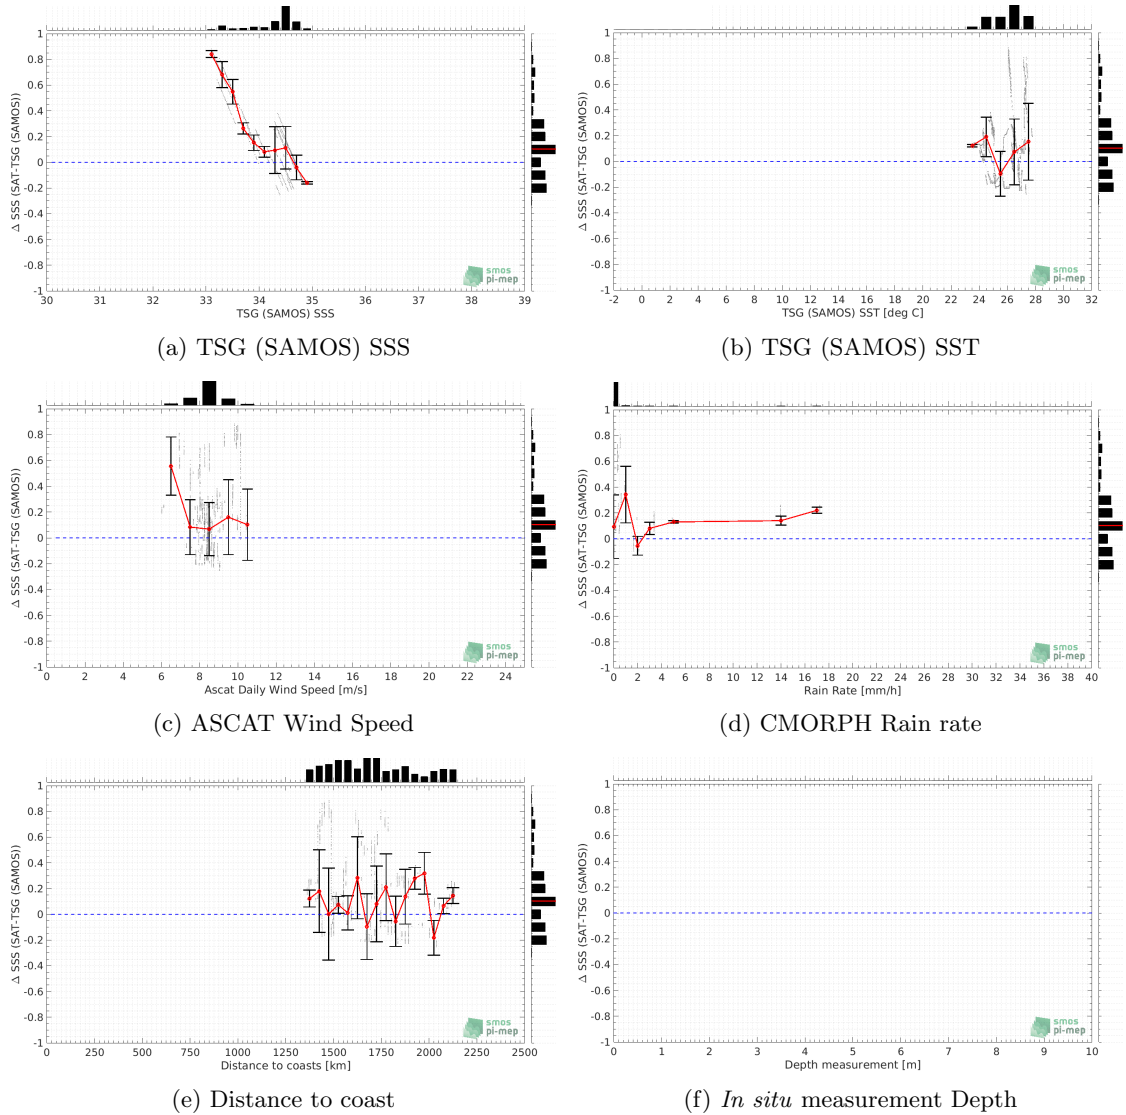 1
0.8
0.6
0.4
0.2
0
-0.2
-0.4
-0.6
-0.8
-1
Δ SSS (SAT-TSG (SAMOS))
30 31 32 33 34 35 36 37 38 39
TSG (SAMOS) SSS
smos
pi-mep
(a) TSG (SAMOS) SSS
1
0.8
0.6
0.4
0.2
0
-0.2
-0.4
-0.6
-0.8
-1
Δ SSS (SAT-TSG (SAMOS))
-2 0 2 4 6 8 10 12 14 16 18 20 22 24 26 28 30 32
TSG (SAMOS) SST [deg C]
smos
pi-mep
(b) TSG (SAMOS) SST
1
0.8
0.6
0.4
0.2
0
-0.2
-0.4
-0.6
-0.8
-1
Δ SSS (SAT-TSG (SAMOS))
0 2 4 6 8 10 12 14 16 18 20 22 24
Ascat Daily Wind Speed [m/s]
smos
pi-mep
(c) ASCAT Wind Speed
1
0.8
0.6
0.4
0.2
0
-0.2
-0.4
-0.6
-0.8
-1
Δ SSS (SAT-TSG (SAMOS))
0 2 4 6 8 10 12 14 16 18 20 22 24 26 28 30 32 34 36 38 40
Rain Rate [mm/h]
smos
pi-mep
(d) CMORPH Rain rate
1
0.8
0.6
0.4
0.2
0
-0.2
-0.4
-0.6
-0.8
-1
Δ SSS (SAT-TSG (SAMOS))
0 250 500 750 1000 1250 1500 1750 2000 2250 2500
Distance to coasts [km]
smos
pi-mep
(e) Distance to coast
1
0.8
0.6
0.4
0.2
0
-0.2
-0.4
-0.6
-0.8
-1
Δ SSS (SAT-TSG (SAMOS))
0 1 2 3 4 5 6 7 8 9 10
Depth measurement [m]
smos
pi-mep
(f) In situ measurement Depth